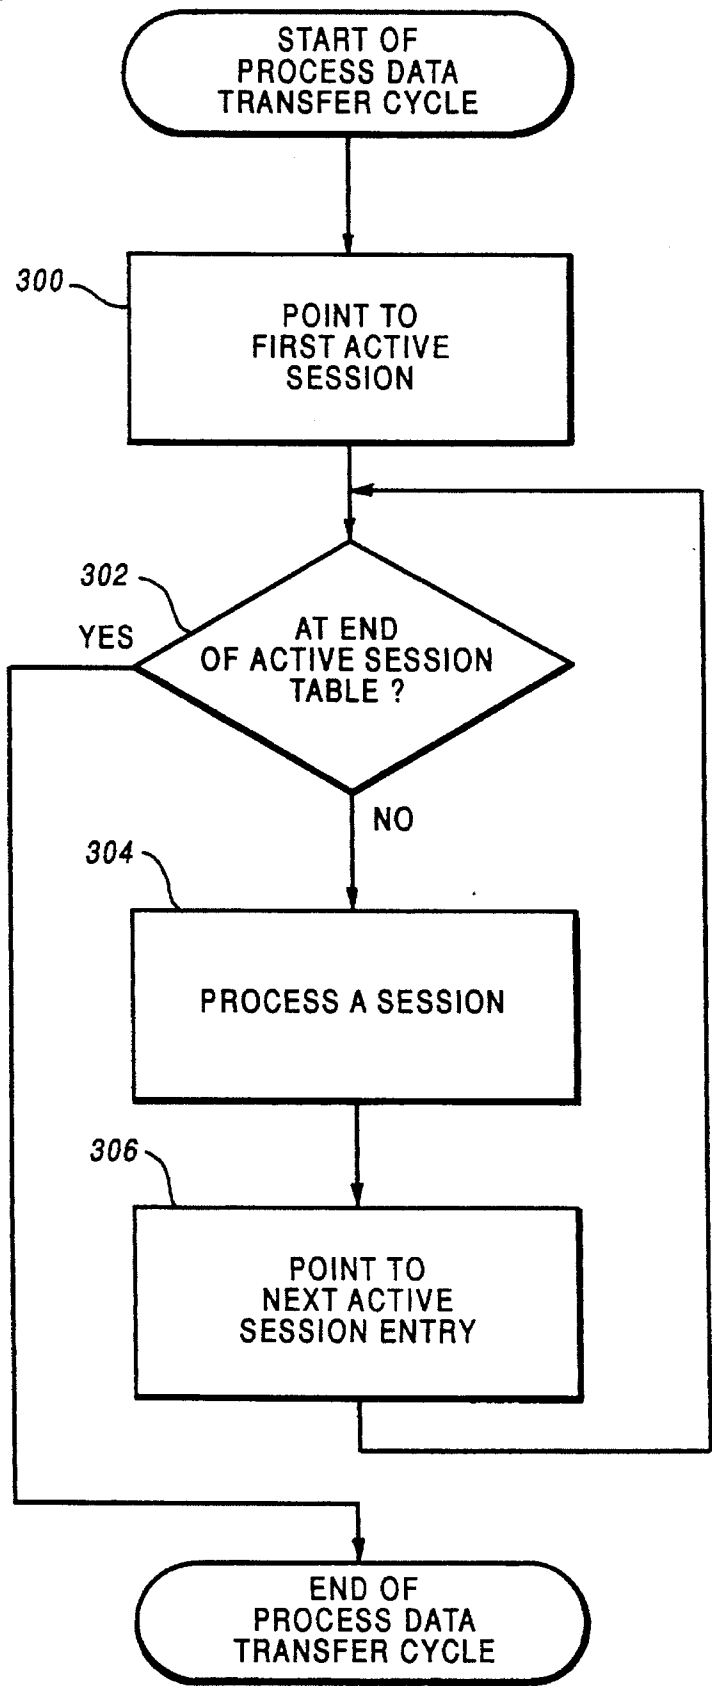 START OF
PROCESS DATA
TRANSFER CYCLE
300
POINT TO
FIRST ACTIVE
SESSION
302
YES
AT END
OF ACTIVE SESSION
TABLE ?
NO
304
PROCESS A SESSION
306
POINT TO
NEXT ACTIVE
SESSION ENTRY
END OF
PROCESS DATA
TRANSFER CYCLE